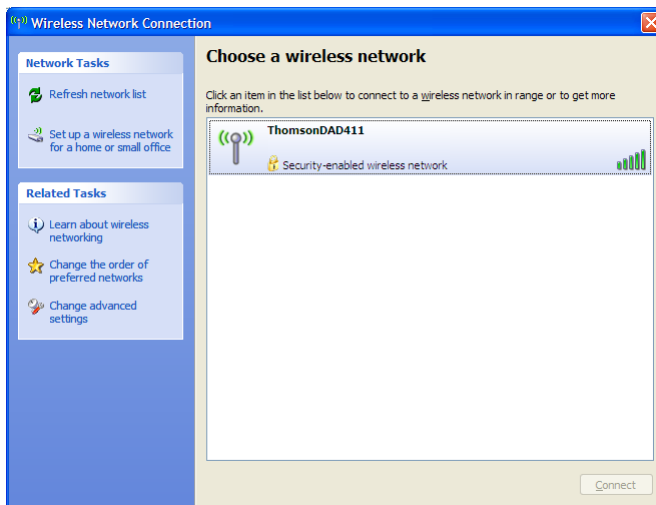 Wireless Network Connection
Network Tasks
Refresh network list
Set up a wireless network
for a home or small office
Related Tasks
Learn about wireless
networking
Change the order of
preferred networks
Change advanced
settings
Choose a wireless network
Click an item in the list below to connect to a wireless network in range or to get more
information.
ThomsonDAD411
Security-enabled wireless network
Connect